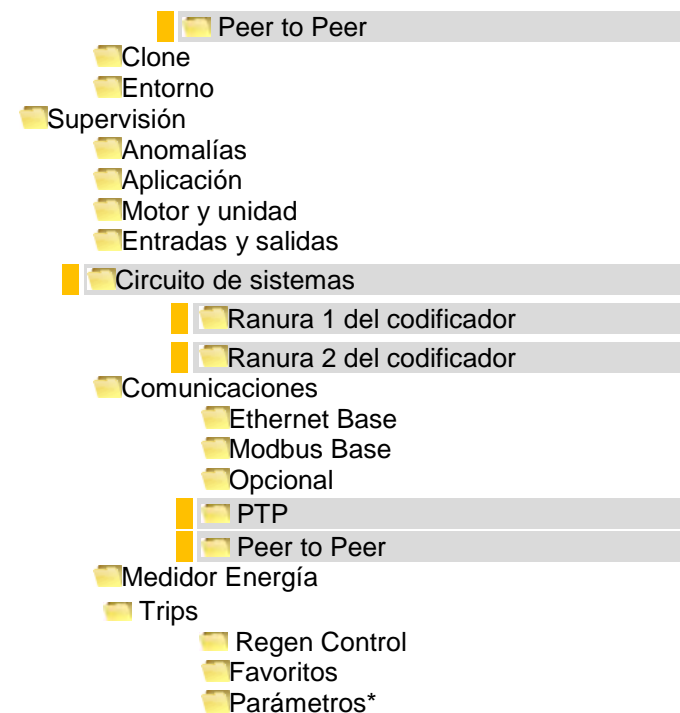 Peer to Peer
Clone
Entorno
Supervisión
Anomalías
Aplicación
Motor y unidad
Entradas y salidas
Circuito de sistemas
Ranura 1 del codificador
Ranura 2 del codificador
Comunicaciones
Ethernet Base
Modbus Base
Opcional
PTP
Peer to Peer
Medidor Energía
Trips
Regen Control
Favoritos
Parámetros*